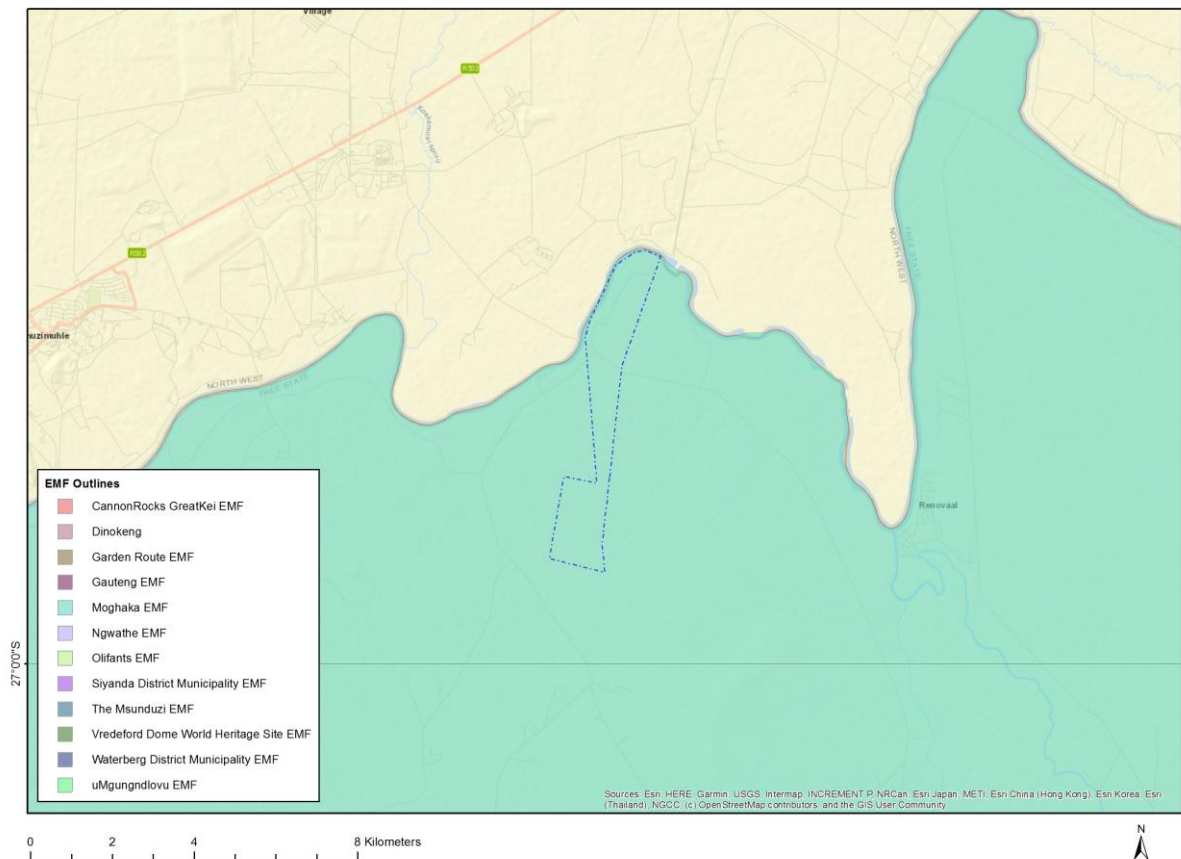 Village
R502
R502
uzimuhle
NORTH WEST
FREE STATE
NORTH WEST
FREE STATE
Renovaal
27°0'0"S
EMF Outlines
CannonRocks GreatKei EMF
Dinokeng
Garden Route EMF
Gauteng EMF
Moghaka EMF
Ngwathe EMF
Olifants EMF
Siyanda District Municipality EMF
The Msunduzi EMF
Vredeford Dome World Heritage Site EMF
Waterberg District Municipality EMF
uMgungndlovu EMF
Sources: Esri, HERE, Garmin, USGS, Intermap, INCREMENT P, NRCan, Esri Japan, METI, Esri China (Hong Kong), Esri Korea, Esri
(Thailand), NGCC, (c) OpenStreetMap contributors, and the GIS User Community
0 2 4 8 Kilometers
N